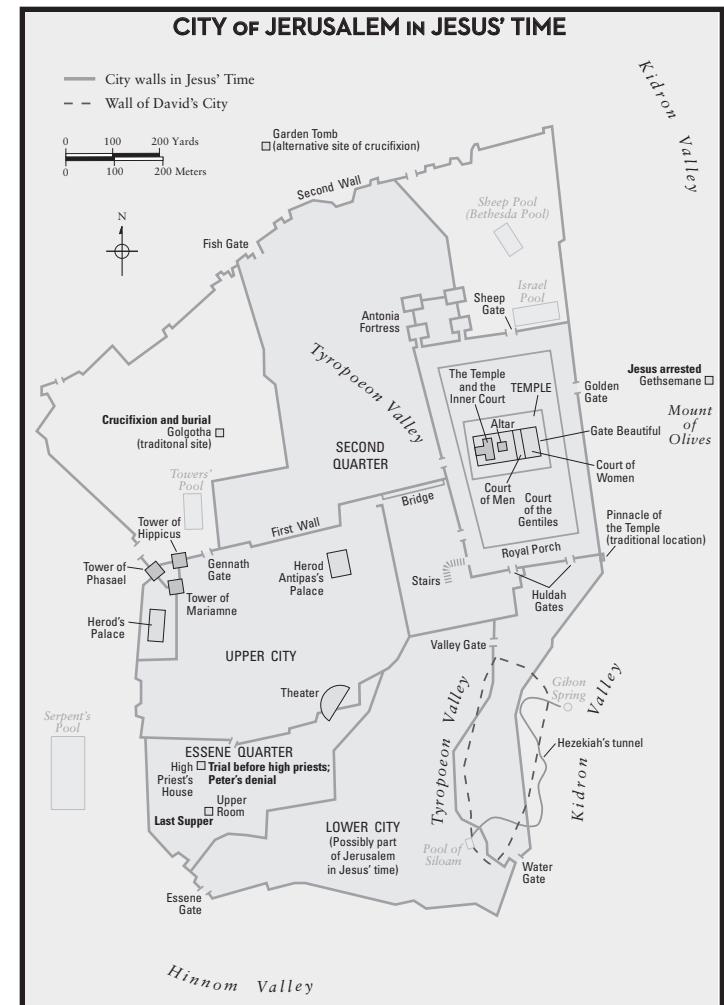 CITY OF JERUSALEM IN JESUS' TIME
City walls in Jesus' Time
Wall of David's City
0 100 200 Yards
0 100 200 Meters
N
Kidron Valley
Garden Tomb
(alternative site of crucifixion)
Second Wall
Fish Gate
Sheep Pool
(Bethesda Pool)
Israel
Pool
Sheep
Gate
Antonia
Fortress
Tyropoeon Valley
The Temple
and the
Inner Court
TEMPLE
Altar
Golden
Gate
Jesus arrested
Gethsemane
Mount
of
Olives
Gate Beautiful
Court of
Women
Court
of Men
Court
of the
Gentiles
Crucifixion and burial
Golgotha
(traditonal site)
SECOND
QUARTER
Towers'
Pool
Bridge
First Wall
Pinnacle of
the Temple
(traditional location)
Royal Porch
Tower of
Hippicus
Tower of
Phasael
Gennath
Gate
Tower of
Mariamne
Herod
Antipas's
Palace
Stairs
Huldah
Gates
Herod's
Palace
UPPER CITY
Valley Gate
Theater
Gihon
Spring
Tyropoeon Valley
Kidron Valley
Hezekiah's tunnel
Serpent's
Pool
ESSENE QUARTER
High
Priest's
House
Trial before high priests;
Peter's denial
Upper
Room
Last Supper
LOWER CITY
(Possibly part
of Jerusalem
in Jesus' time)
Pool of
Siloam
Water
Gate
Essene
Gate
Hinnom Valley